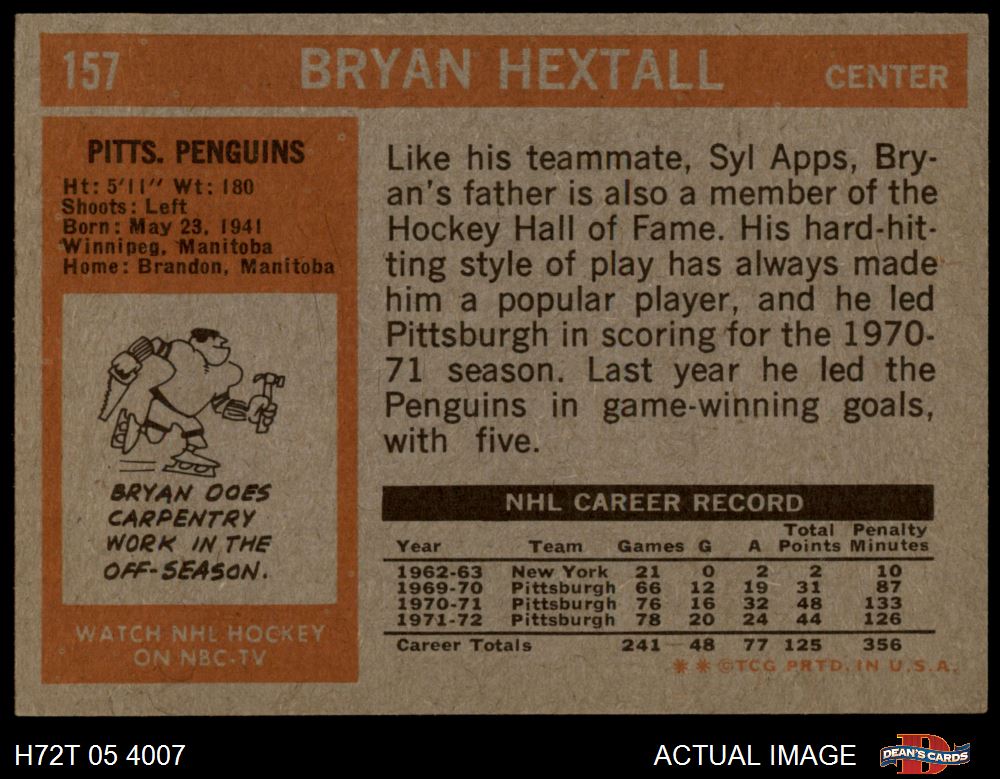 157 BRYAN HEXTALL CENTER
PITTS. PENGUINS
Ht: 5'11" Wt: 180
Shoots: Left
Born: May 23, 1941
Winnipeg, Manitoba
Home: Brandon, Manitoba
BRYAN DOES
CARPENTRY
WORK IN THE
OFF-SEASON.
WATCH NHL HOCKEY
ON NBC-TV
Like his teammate, Syl Apps, Bry-
an's father is also a member of the
Hockey Hall of Fame. His hard-hit-
ting style of play has always made
him a popular player, and he led
Pittsburgh in scoring for the 1970-
71 season. Last year he led the
Penguins in game-winning goals,
with five.
NHL CAREER RECORD
Total Penalty
Year Team Games G A Points Minutes
1962-63 New York 21 0 2 2 10
1969-70 Pittsburgh 66 12 19 31 87
1970-71 Pittsburgh 76 16 32 48 133
1971-72 Pittsburgh 78 20 24 44 126
Career Totals 241 48 77 125 356
* * ©TCG PRTD. IN U.S.A.
H72T 05 4007 ACTUAL IMAGE DEAN'S CARDS